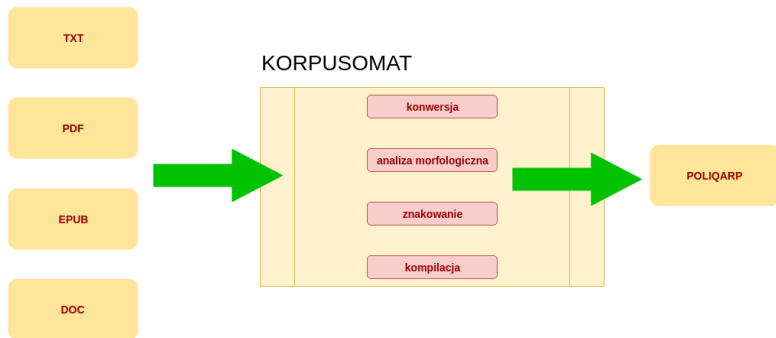 TXT
PDF
EPUB
DOC
KORPUSOMAT
konwersja
analiza morfologiczna
znakowanie
kompilacja
POLIQARP